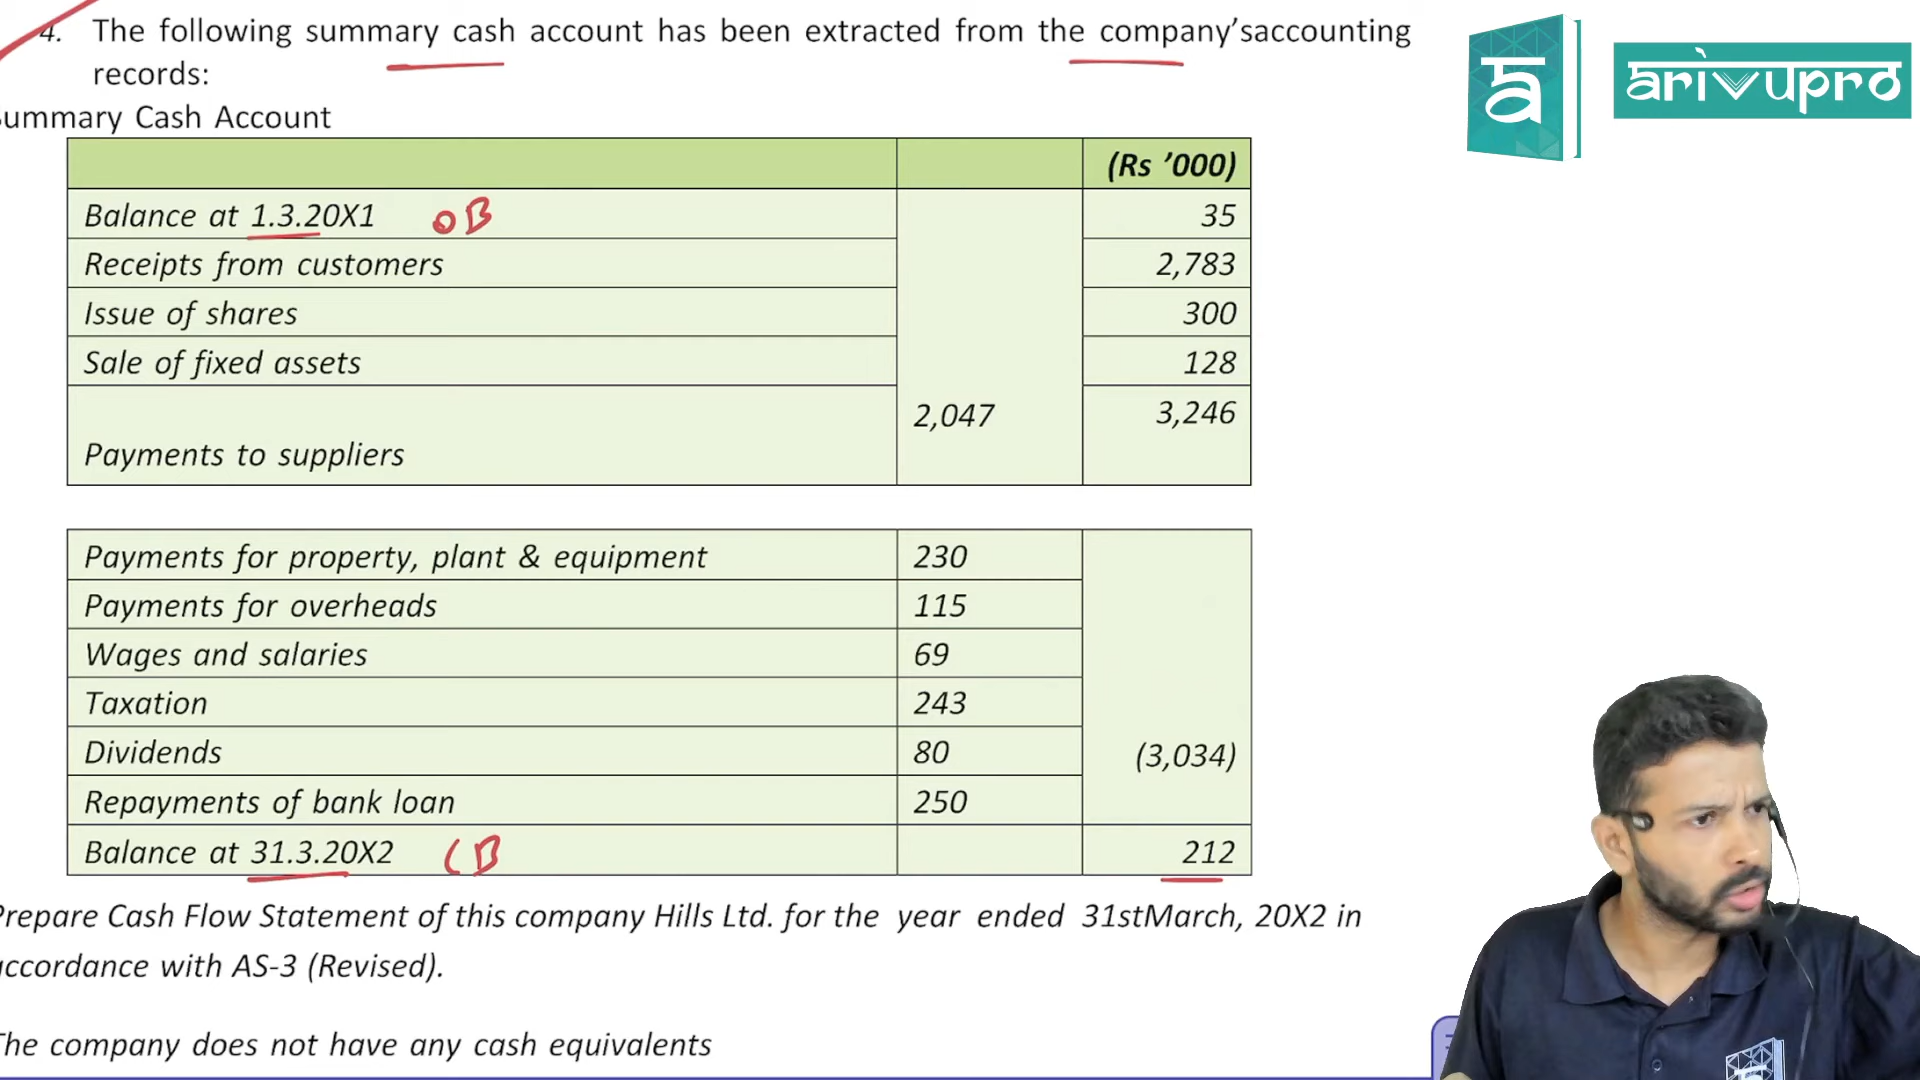 4. The following summary cash account has been extracted from the company'saccounting
records:
ummary Cash Account
(Rs '000)
Balance at 1.3.20X1 OB 35
Receipts from customers 2,783
Issue of shares 300
Sale of fixed assets 128
2,047 3,246
Payments to suppliers
Payments for property, plant & equipment 230
Payments for overheads 115
Wages and salaries 69
Taxation 243
Dividends 80 (3,034)
Repayments of bank loan 250
Balance at 31.3.20X2 CB 212
Prepare Cash Flow Statement of this company Hills Ltd. for the year ended 31stMarch, 20X2 in
accordance with AS-3 (Revised).
The company does not have any cash equivalents
arivupro